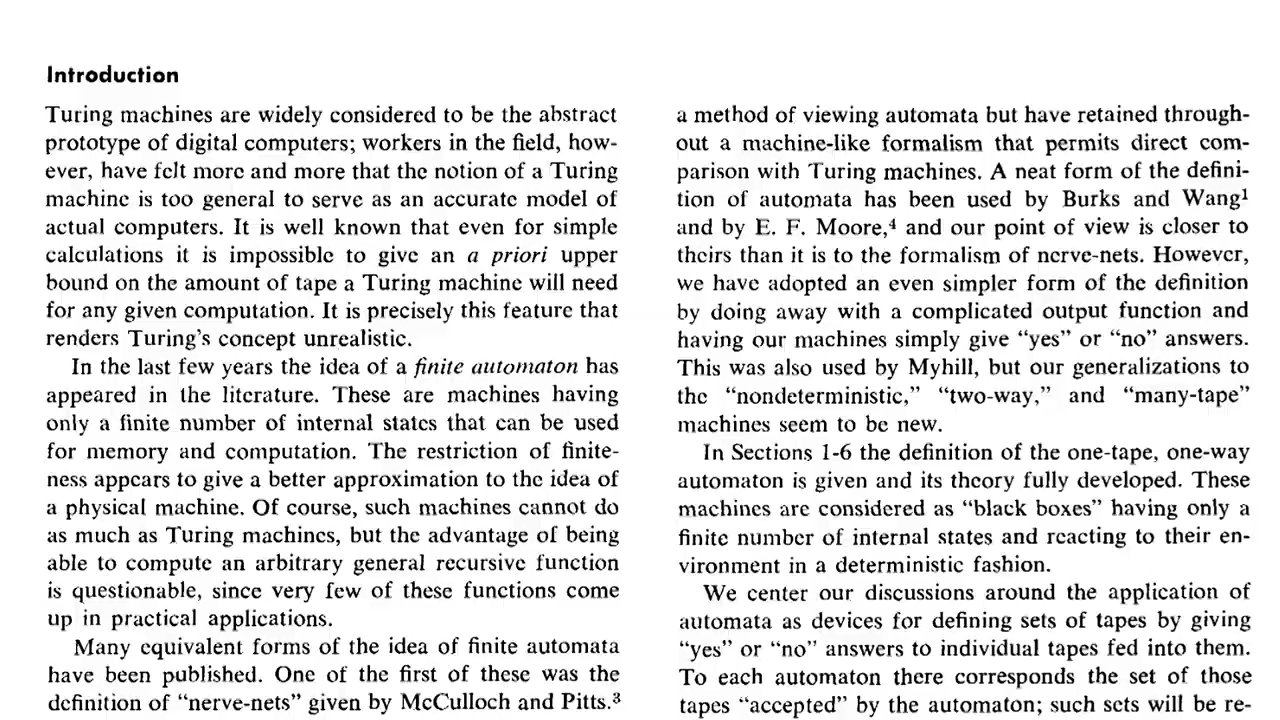 Introduction
Turing machines are widely considered to be the abstract
prototype of digital computers; workers in the field, how-
ever, have felt more and more that the notion of a Turing
machine is too general to serve as an accurate model of
actual computers. It is well known that even for simple
calculations it is impossible to give an a priori upper
bound on the amount of tape a Turing machine will need
for any given computation. It is precisely this feature that
renders Turing's concept unrealistic.
In the last few years the idea of a finite automaton has
appeared in the literature. These are machines having
only a finite number of internal states that can be used
for memory and computation. The restriction of finite-
ness appears to give a better approximation to the idea of
a physical machine. Of course, such machines cannot do
as much as Turing machines, but the advantage of being
able to compute an arbitrary general recursive function
is questionable, since very few of these functions come
up in practical applications.
Many equivalent forms of the idea of finite automata
have been published. One of the first of these was the
definition of “nerve-nets” given by McCulloch and Pitts.³
a method of viewing automata but have retained through-
out a machine-like formalism that permits direct com-
parison with Turing machines. A neat form of the defini-
tion of automata has been used by Burks and Wang¹
and by E. F. Moore,⁴ and our point of view is closer to
theirs than it is to the formalism of nerve-nets. However,
we have adopted an even simpler form of the definition
by doing away with a complicated output function and
having our machines simply give “yes” or “no” answers.
This was also used by Myhill, but our generalizations to
the “nondeterministic,” “two-way,” and “many-tape”
machines seem to be new.
In Sections 1-6 the definition of the one-tape, one-way
automaton is given and its theory fully developed. These
machines are considered as “black boxes” having only a
finite number of internal states and reacting to their en-
vironment in a deterministic fashion.
We center our discussions around the application of
automata as devices for defining sets of tapes by giving
“yes” or “no” answers to individual tapes fed into them.
To each automaton there corresponds the set of those
tapes “accepted” by the automaton; such sets will be re-